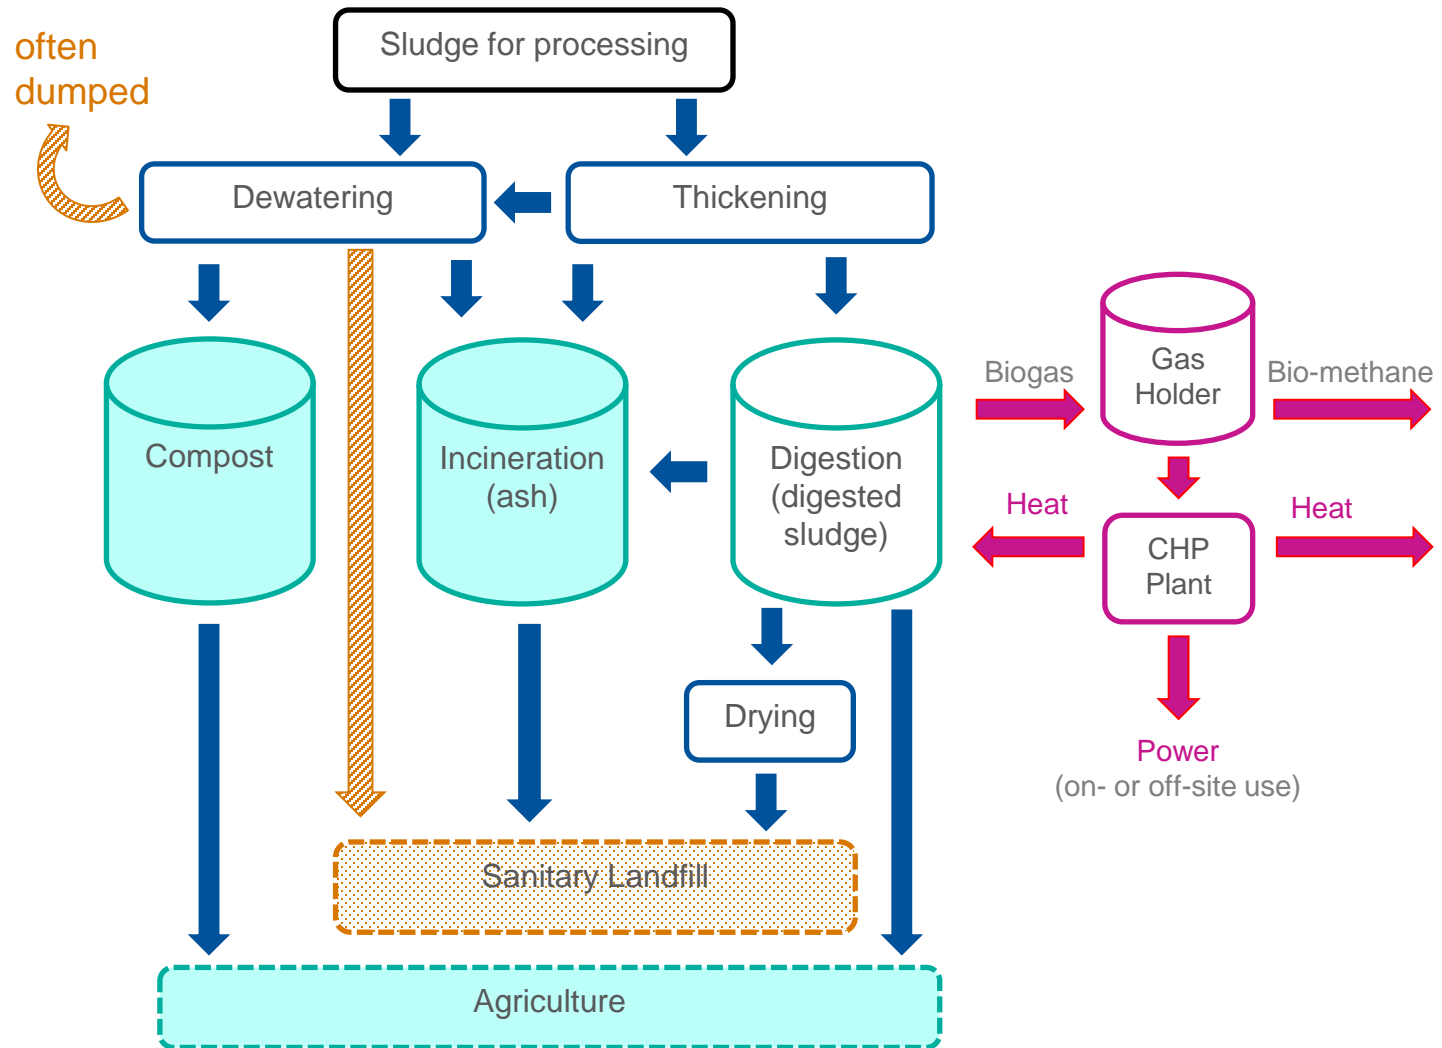 often
dumped
Sludge for processing
Dewatering
Thickening
Compost
Incineration
(ash)
Digestion
(digested
sludge)
Biogas
Gas
Holder
Bio-methane
Heat
CHP
Plant
Heat
Drying
Power
(on- or off-site use)
Sanitary Landfill
Agriculture